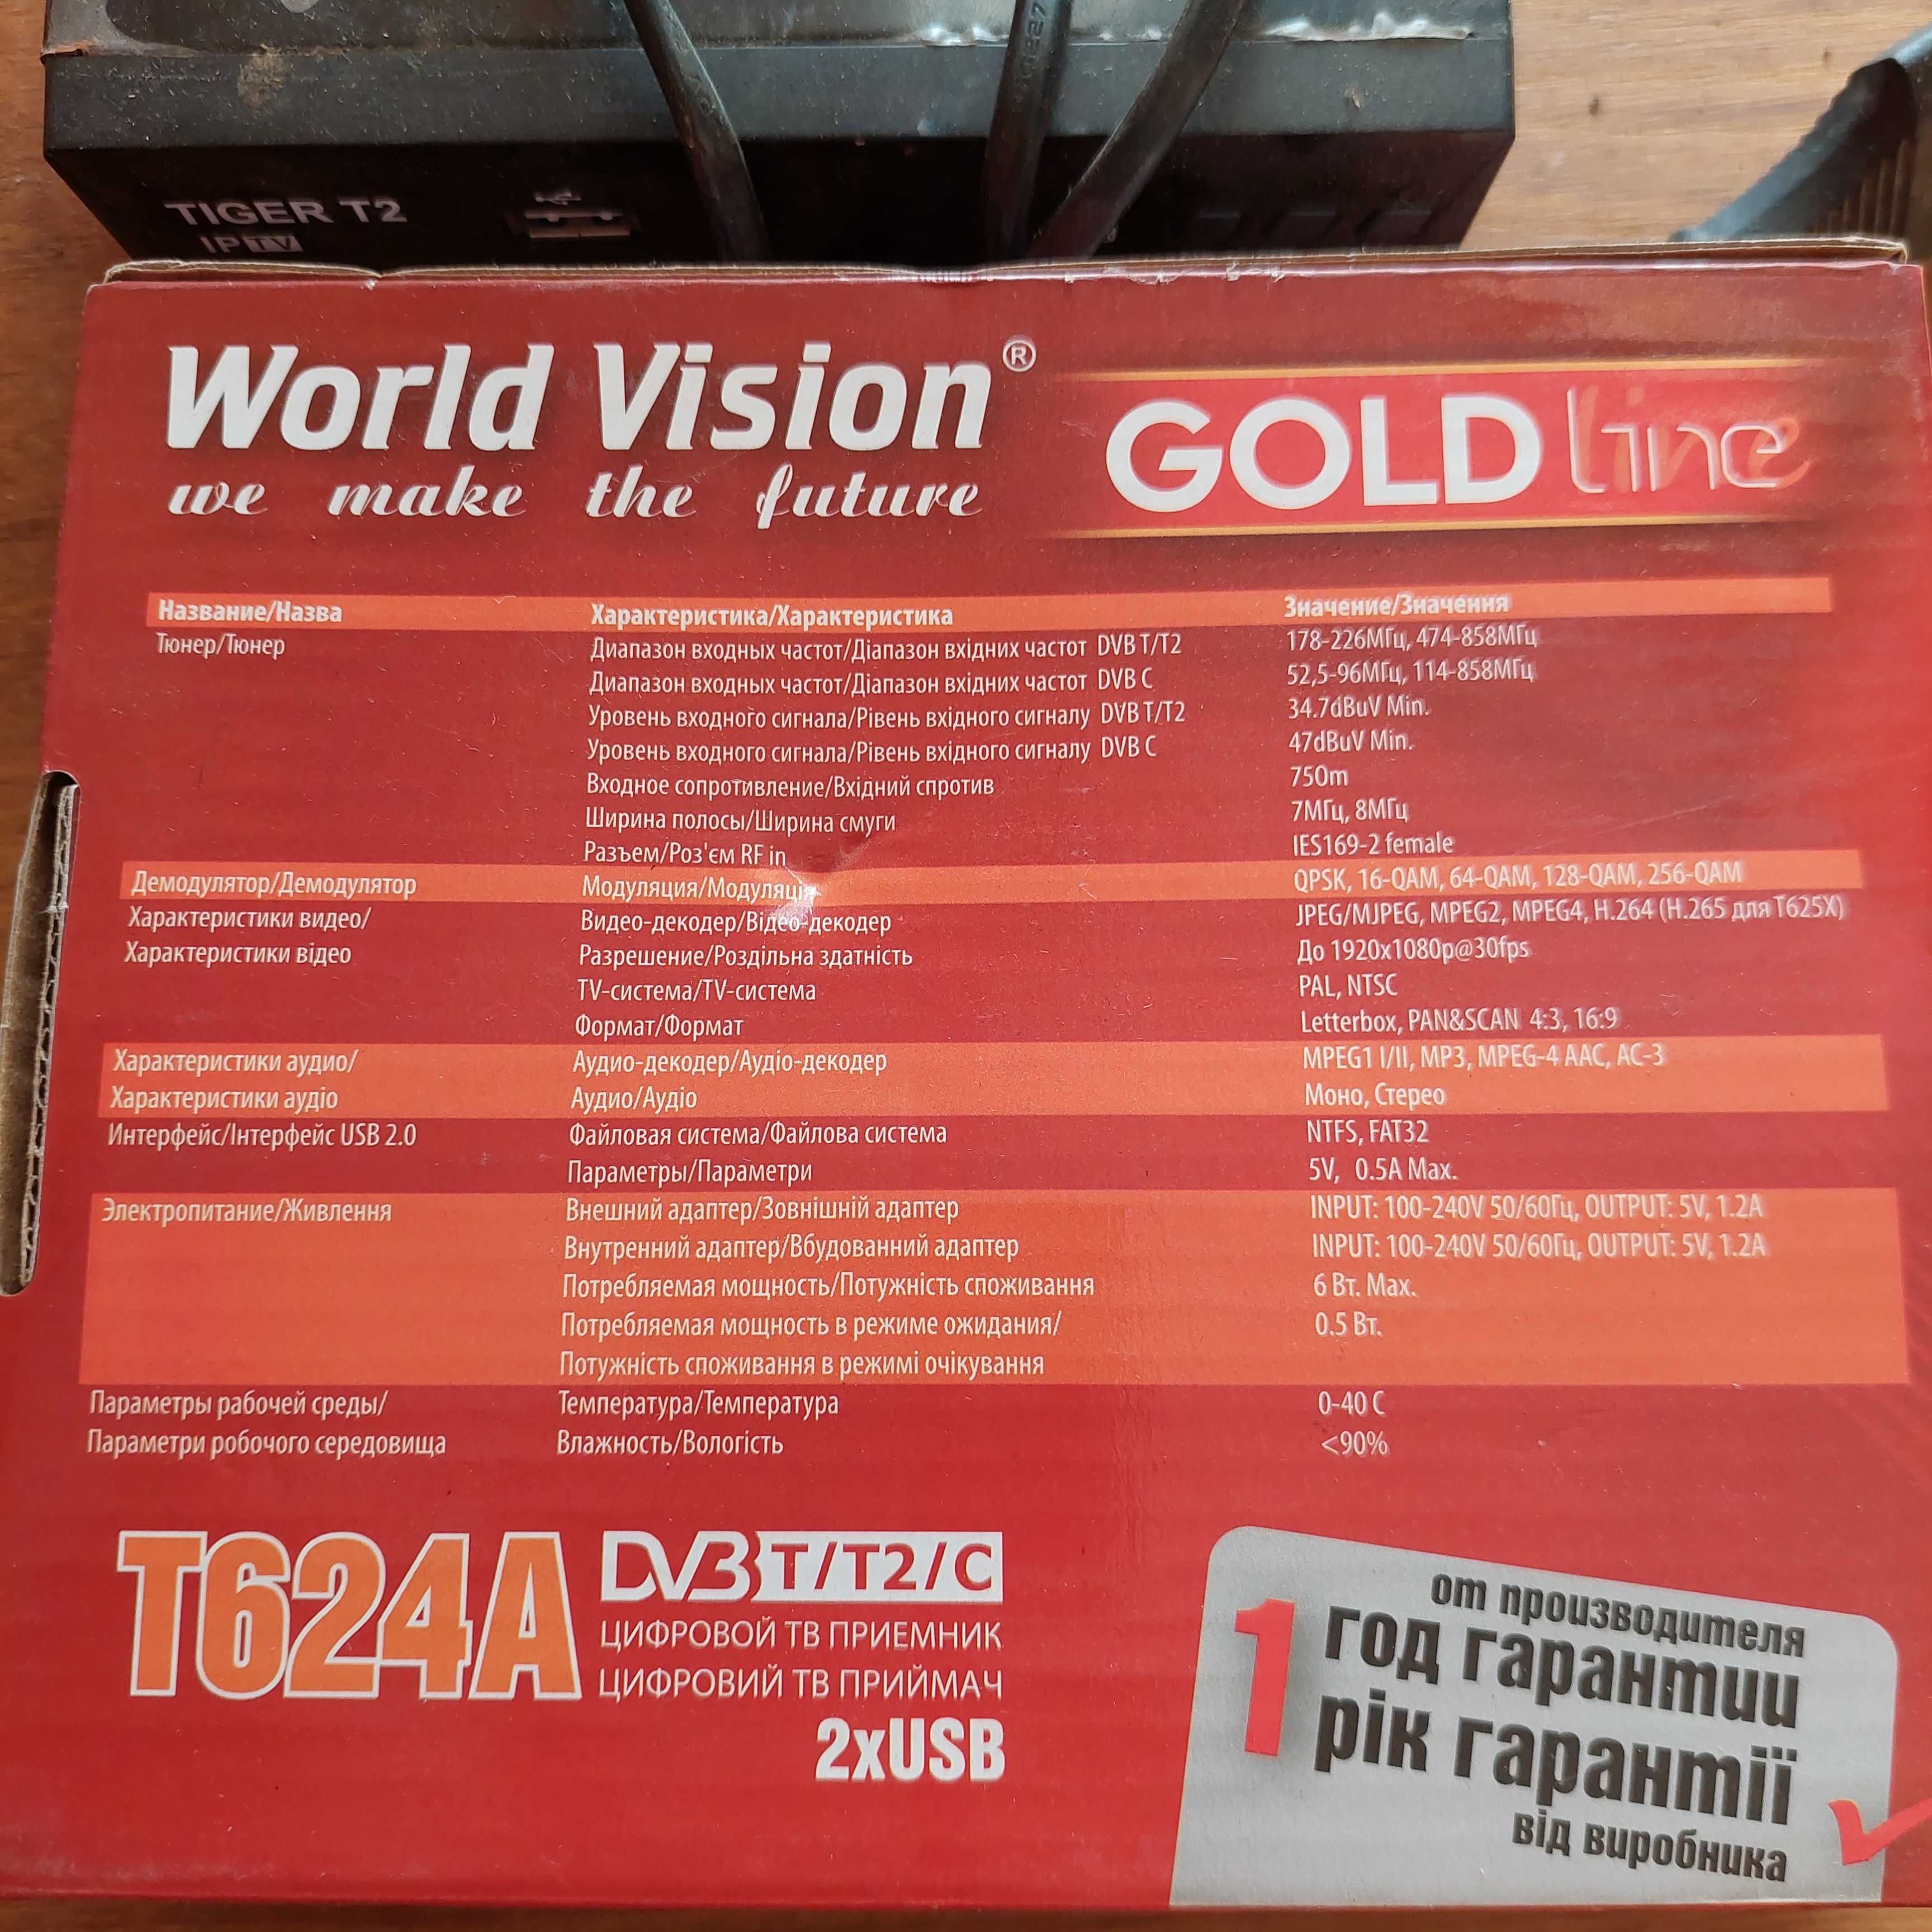 TIGER T2
IPTV
World Vision®
we make the future
GOLD line
Название/Назва Характеристика/Характеристика Значение/Значення
Тюнер/Тюнер Диапазон входных частот/Діапазон вхідних частот DVB T/T2 178-226МГц, 474-858МГц
Диапазон входных частот/Діапазон вхідних частот DVB C 52,5-96МГц, 114-858МГц
Уровень входного сигнала/Рівень вхідного сигналу DVB T/T2 34.7dBuV Min.
Уровень входного сигнала/Рівень вхідного сигналу DVB C 47dBuV Min.
Входное сопротивление/Вхідний спротив 750m
Ширина полосы/Ширина смуги 7МГц, 8МГц
Разъем/Роз'єм RF in IES169-2 female
Демодулятор/Демодулятор Модуляция/Модуляція QPSK, 16-QAM, 64-QAM, 128-QAM, 256-QAM
Характеристики видео/ Видео-декодер/Відео-декодер JPEG/MJPEG, MPEG2, MPEG4, H.264 (H.265 для T625X)
Характеристики відео Разрешение/Роздільна здатність До 1920x1080p@30fps
TV-система/TV-система PAL, NTSC
Формат/Формат Letterbox, PAN&SCAN 4:3, 16:9
Характеристики аудио/ Аудио-декодер/Аудіо-декодер MPEG1 I/II, MP3, MPEG-4 AAC, AC-3
Характеристики аудіо Аудио/Аудіо Моно, Стерео
Интерфейс/Інтерфейс USB 2.0 Файловая система/Файлова система NTFS, FAT32
Параметры/Параметри 5V, 0.5A Max.
Электропитание/Живлення Внешний адаптер/Зовнішній адаптер INPUT: 100-240V 50/60Гц, OUTPUT: 5V, 1.2A
Внутренний адаптер/Вбудованний адаптер INPUT: 100-240V 50/60Гц, OUTPUT: 5V, 1.2A
Потребляемая мощность/Потужність споживання 6 Вт. Max.
Потребляемая мощность в режиме ожидания/ 0.5 Вт.
Потужність споживання в режимі очікування
Параметры рабочей среды/ Температура/Температура 0-40 C
Параметри робочого середовища Влажность/Вологість <90%
T624A
DVB T/T2/C
ЦИФРОВОЙ ТВ ПРИЕМНИК
ЦИФРОВИЙ ТВ ПРИЙМАЧ
2xUSB
от производителя
1 год гарантии
рік гарантії
від виробника